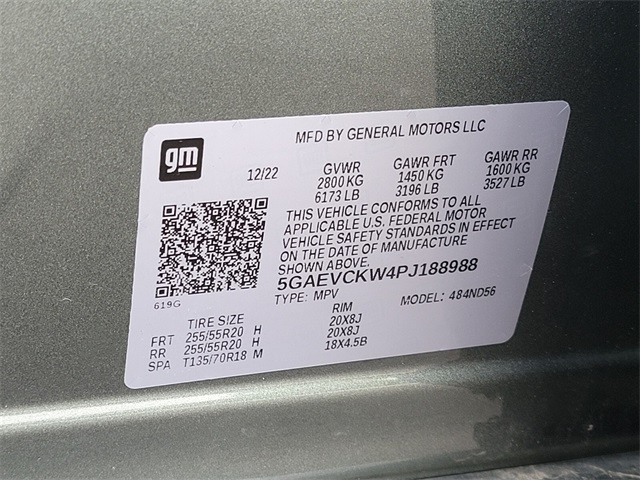 MFD BY GENERAL MOTORS LLC
gm
12/22
GVWR GAWR FRT GAWR RR
2800 KG 1450 KG 1600 KG
6173 LB 3196 LB 3527 LB
THIS VEHICLE CONFORMS TO ALL
APPLICABLE U.S. FEDERAL MOTOR
VEHICLE SAFETY STANDARDS IN EFFECT
ON THE DATE OF MANUFACTURE
SHOWN ABOVE.
5GAEVCKW4PJ188988
619G
TYPE: MPV MODEL: 484ND56
TIRE SIZE RIM
FRT 255/55R20 H 20X8J
RR 255/55R20 H 20X8J
SPA T135/70R18 M 18X4.5B